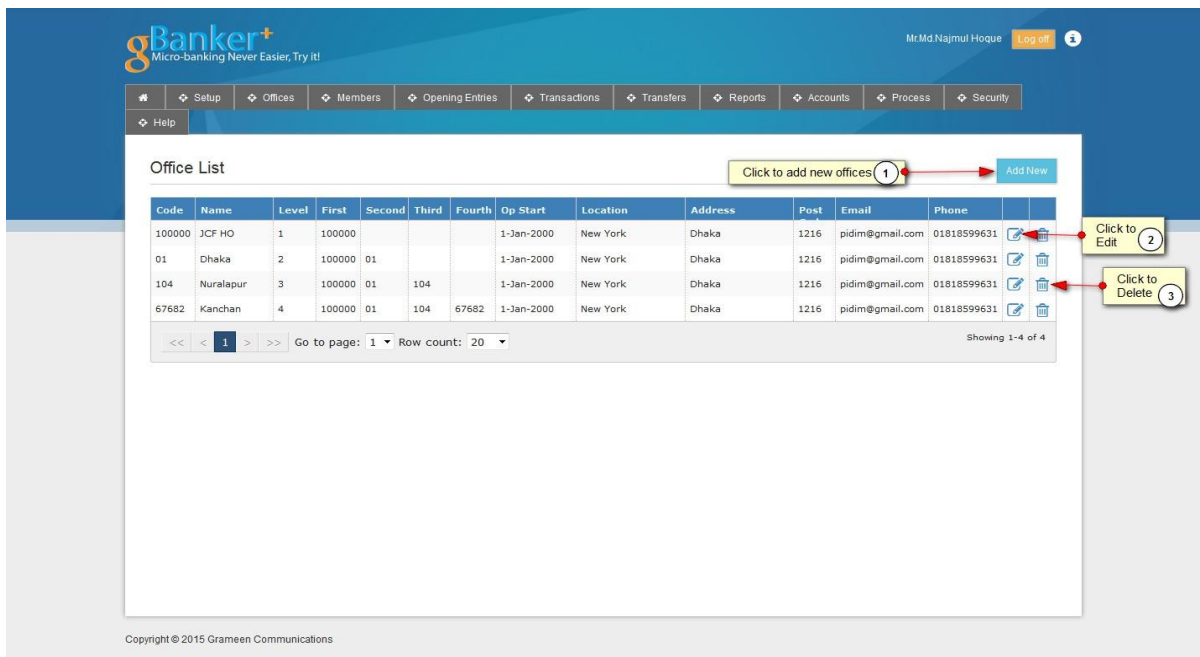 gBanker+
Micro-banking Never Easier, Try it!
Mr.Md.Najmul Hoque Log off
Setup Offices Members Opening Entries Transactions Transfers Reports Accounts Process Security
Help
Office List
Click to add new offices 1
Add New
Code Name Level First Second Third Fourth Op Start Location Address Post Email Phone
100000 JCF HO 1 100000 1-Jan-2000 New York Dhaka 1216 pidim@gmail.com 01818599631
01 Dhaka 2 100000 01 1-Jan-2000 New York Dhaka 1216 pidim@gmail.com 01818599631
104 Nuralapur 3 100000 01 104 1-Jan-2000 New York Dhaka 1216 pidim@gmail.com 01818599631
67682 Kanchan 4 100000 01 104 67682 1-Jan-2000 New York Dhaka 1216 pidim@gmail.com 01818599631
Click to
Edit 2
Click to
Delete 3
<< < 1 > >> Go to page: 1 Row count: 20 Showing 1-4 of 4
Copyright © 2015 Grameen Communications